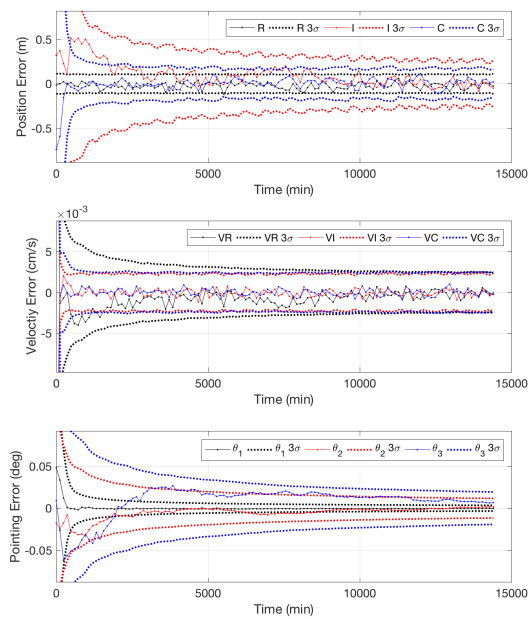 0.5
0
-0.5
Position Error (m)
R R 3σ I I 3σ C C 3σ
0 5000 10000 15000
Time (min)
×10⁻³
5
0
-5
Veloctiy Error (cm/s)
VR VR 3σ VI VI 3σ VC VC 3σ
0 5000 10000 15000
Time (min)
0.05
0
-0.05
Pointing Error (deg)
θ₁ θ₁ 3σ θ₂ θ₂ 3σ θ₃ θ₃ 3σ
0 5000 10000 15000
Time (min)